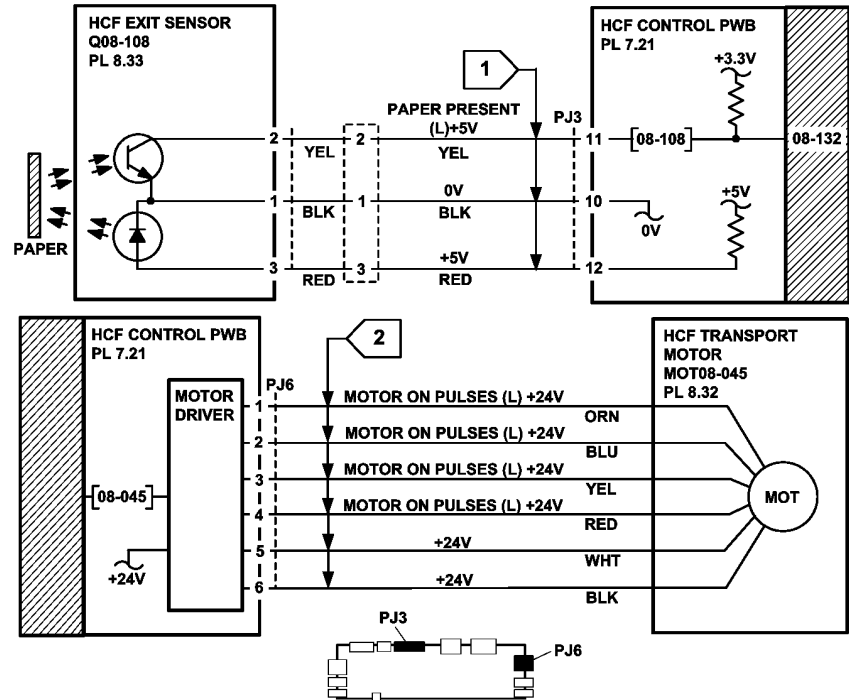 HCF EXIT SENSOR
Q08-108
PL 8.33
HCF CONTROL PWB
PL 7.21
+3.3V
1
PAPER PRESENT
(L)+5V
PJ3
2
2
11
08-108
08-132
YEL
YEL
+5V
1
1
0V
10
BLK
BLK
0V
PAPER
3
3
+5V
12
RED
RED
HCF CONTROL PWB
PL 7.21
2
HCF TRANSPORT
MOTOR
MOT08-045
PL 8.32
MOTOR
DRIVER
PJ6
1
MOTOR ON PULSES (L) +24V
ORN
2
MOTOR ON PULSES (L) +24V
BLU
3
MOTOR ON PULSES (L) +24V
YEL
08-045
MOT
4
MOTOR ON PULSES (L) +24V
RED
5
+24V
WHT
+24V
6
+24V
BLK
PJ3
PJ6